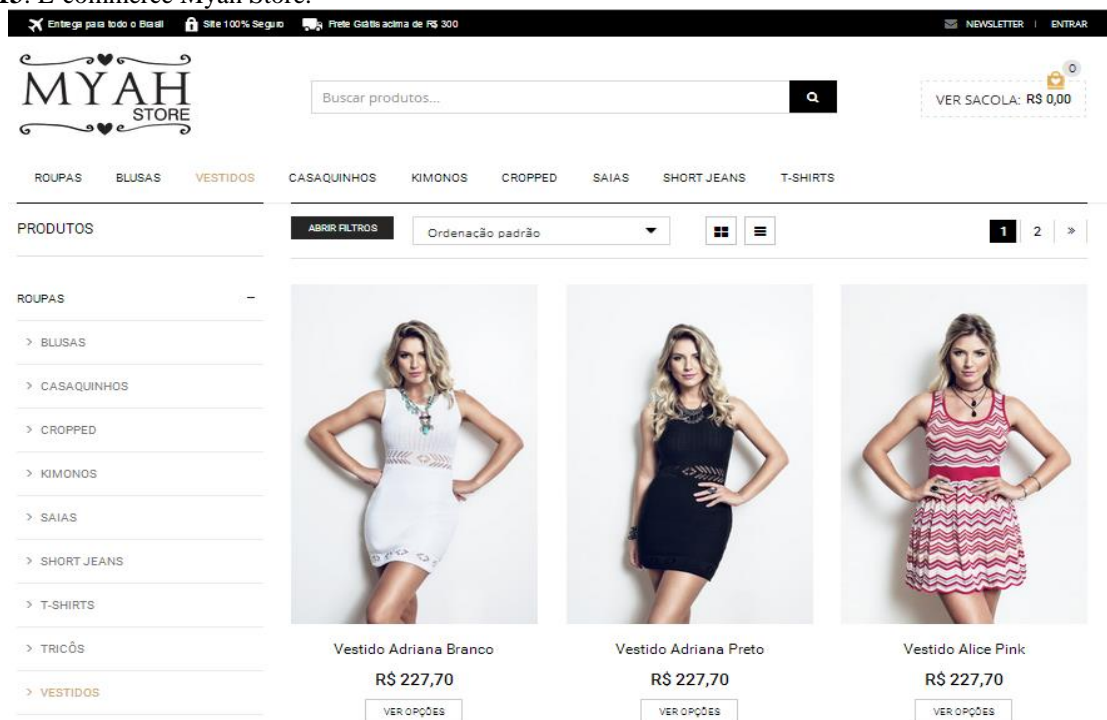 E-commerce Myah Store.
Entrega para todo o Brasil Site 100% Seguro Frete Grátis acima de R$ 300 NEWSLETTER | ENTRAR
MYAH
STORE
Buscar produtos...
0
VER SACOLA: R$ 0,00
ROUPAS BLUSAS VESTIDOS CASAQUINHOS KIMONOS CROPPED SAIAS SHORT JEANS T-SHIRTS
PRODUTOS
ABRIR FILTROS Ordenação padrão 1 2 »
ROUPAS –
> BLUSAS
> CASAQUINHOS
> CROPPED
> KIMONOS
> SAIAS
> SHORT JEANS
> T-SHIRTS
> TRICÔS
> VESTIDOS
Vestido Adriana Branco
R$ 227,70
VER OPÇÕES
Vestido Adriana Preto
R$ 227,70
VER OPÇÕES
Vestido Alice Pink
R$ 227,70
VER OPÇÕES